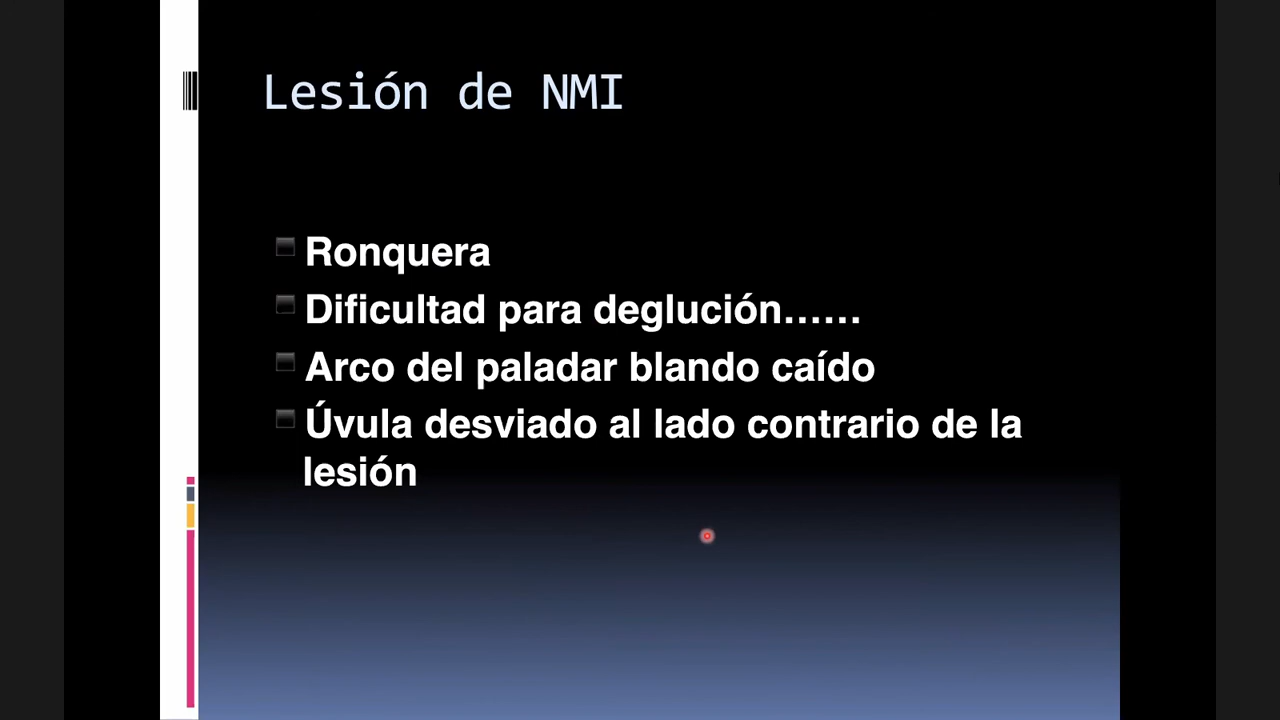 Lesión de NMI
Ronquera
Dificultad para deglución......
Arco del paladar blando caído
Úvula desviado al lado contrario de la
lesión